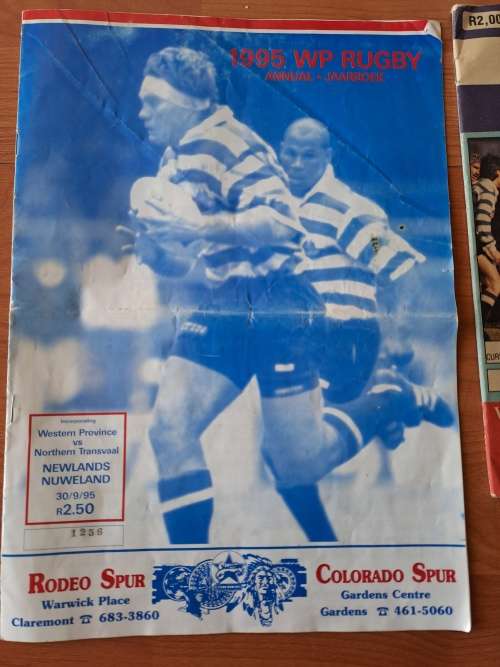 1995 WP RUGBY
ANNUAL • JAARBOEK
Incorporating
Western Province
vs
Northern Transvaal
NEWLANDS
NUWELAND
30/9/95
R2.50
1256
RODEO SPUR
Warwick Place
Claremont ☎ 683-3860
COLORADO SPUR
Gardens Centre
Gardens ☎ 461-5060
R2,00